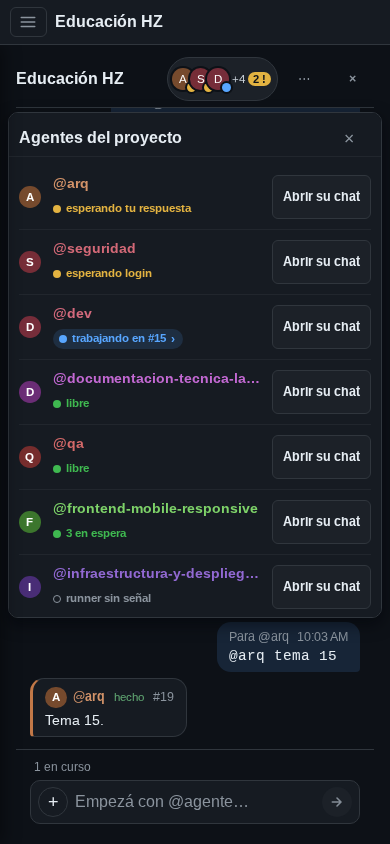 Educación HZ
Educación HZ
A S D +4 2 ! ... ×
Agentes del proyecto ×
A @arq
esperando tu respuesta
Abrir su chat
S @seguridad
esperando login
Abrir su chat
D @dev
trabajando en #15 ›
Abrir su chat
D @documentacion-tecnica-la…
libre
Abrir su chat
Q @qa
libre
Abrir su chat
F @frontend-mobile-responsive
3 en espera
Abrir su chat
I @infraestructura-y-desplieg…
runner sin señal
Abrir su chat
Para @arq 10:03 AM
@arq tema 15
A @arq hecho #19
Tema 15.
1 en curso
+ Empezá con @agente…